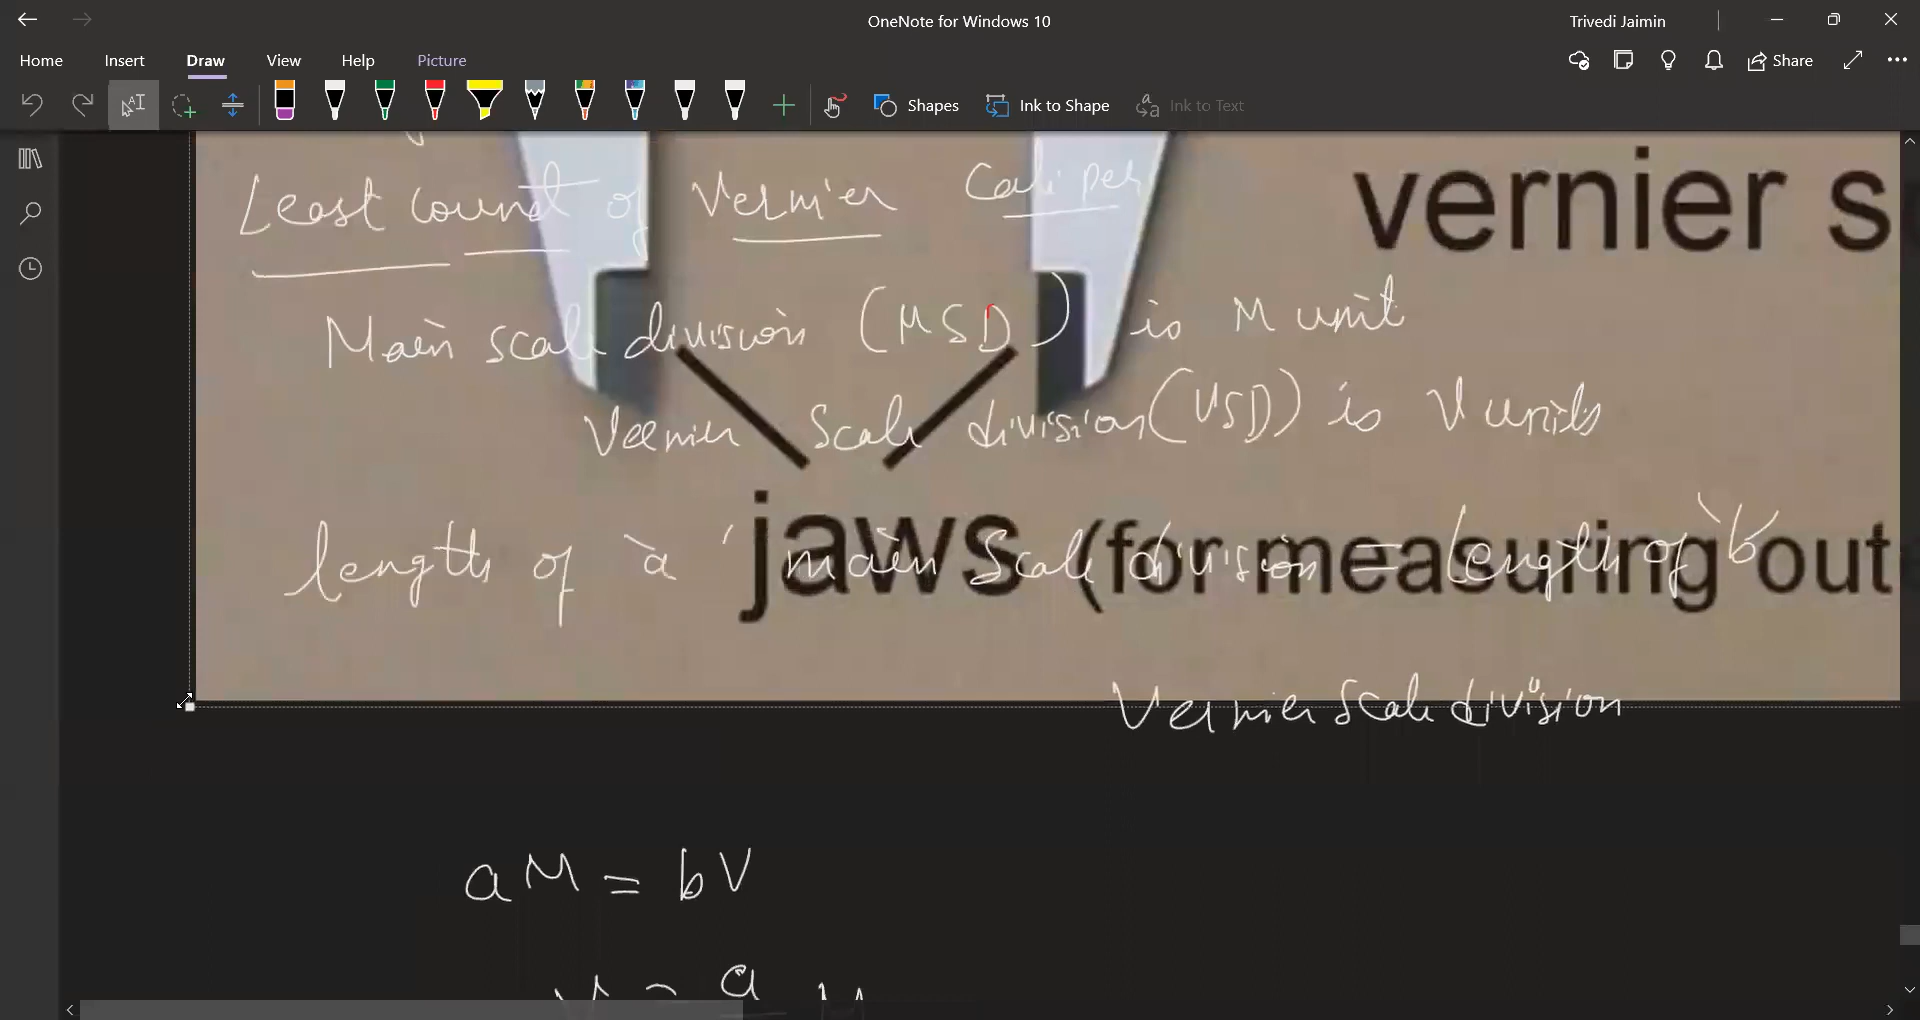 OneNote for Windows 10
Trivedi Jaimin
Home Insert Draw View Help Picture
Share
Shapes Ink to Shape Ink to Text
Least count of Vernier Caliper
vernier s
Main scale division (MSD) is M unit
Vernier Scale division (VSD) is V units
jaws (for measuring oute
length of 'a' main Scale division = length of 'b'
Vernier Scale division
aM = bV
V = a M